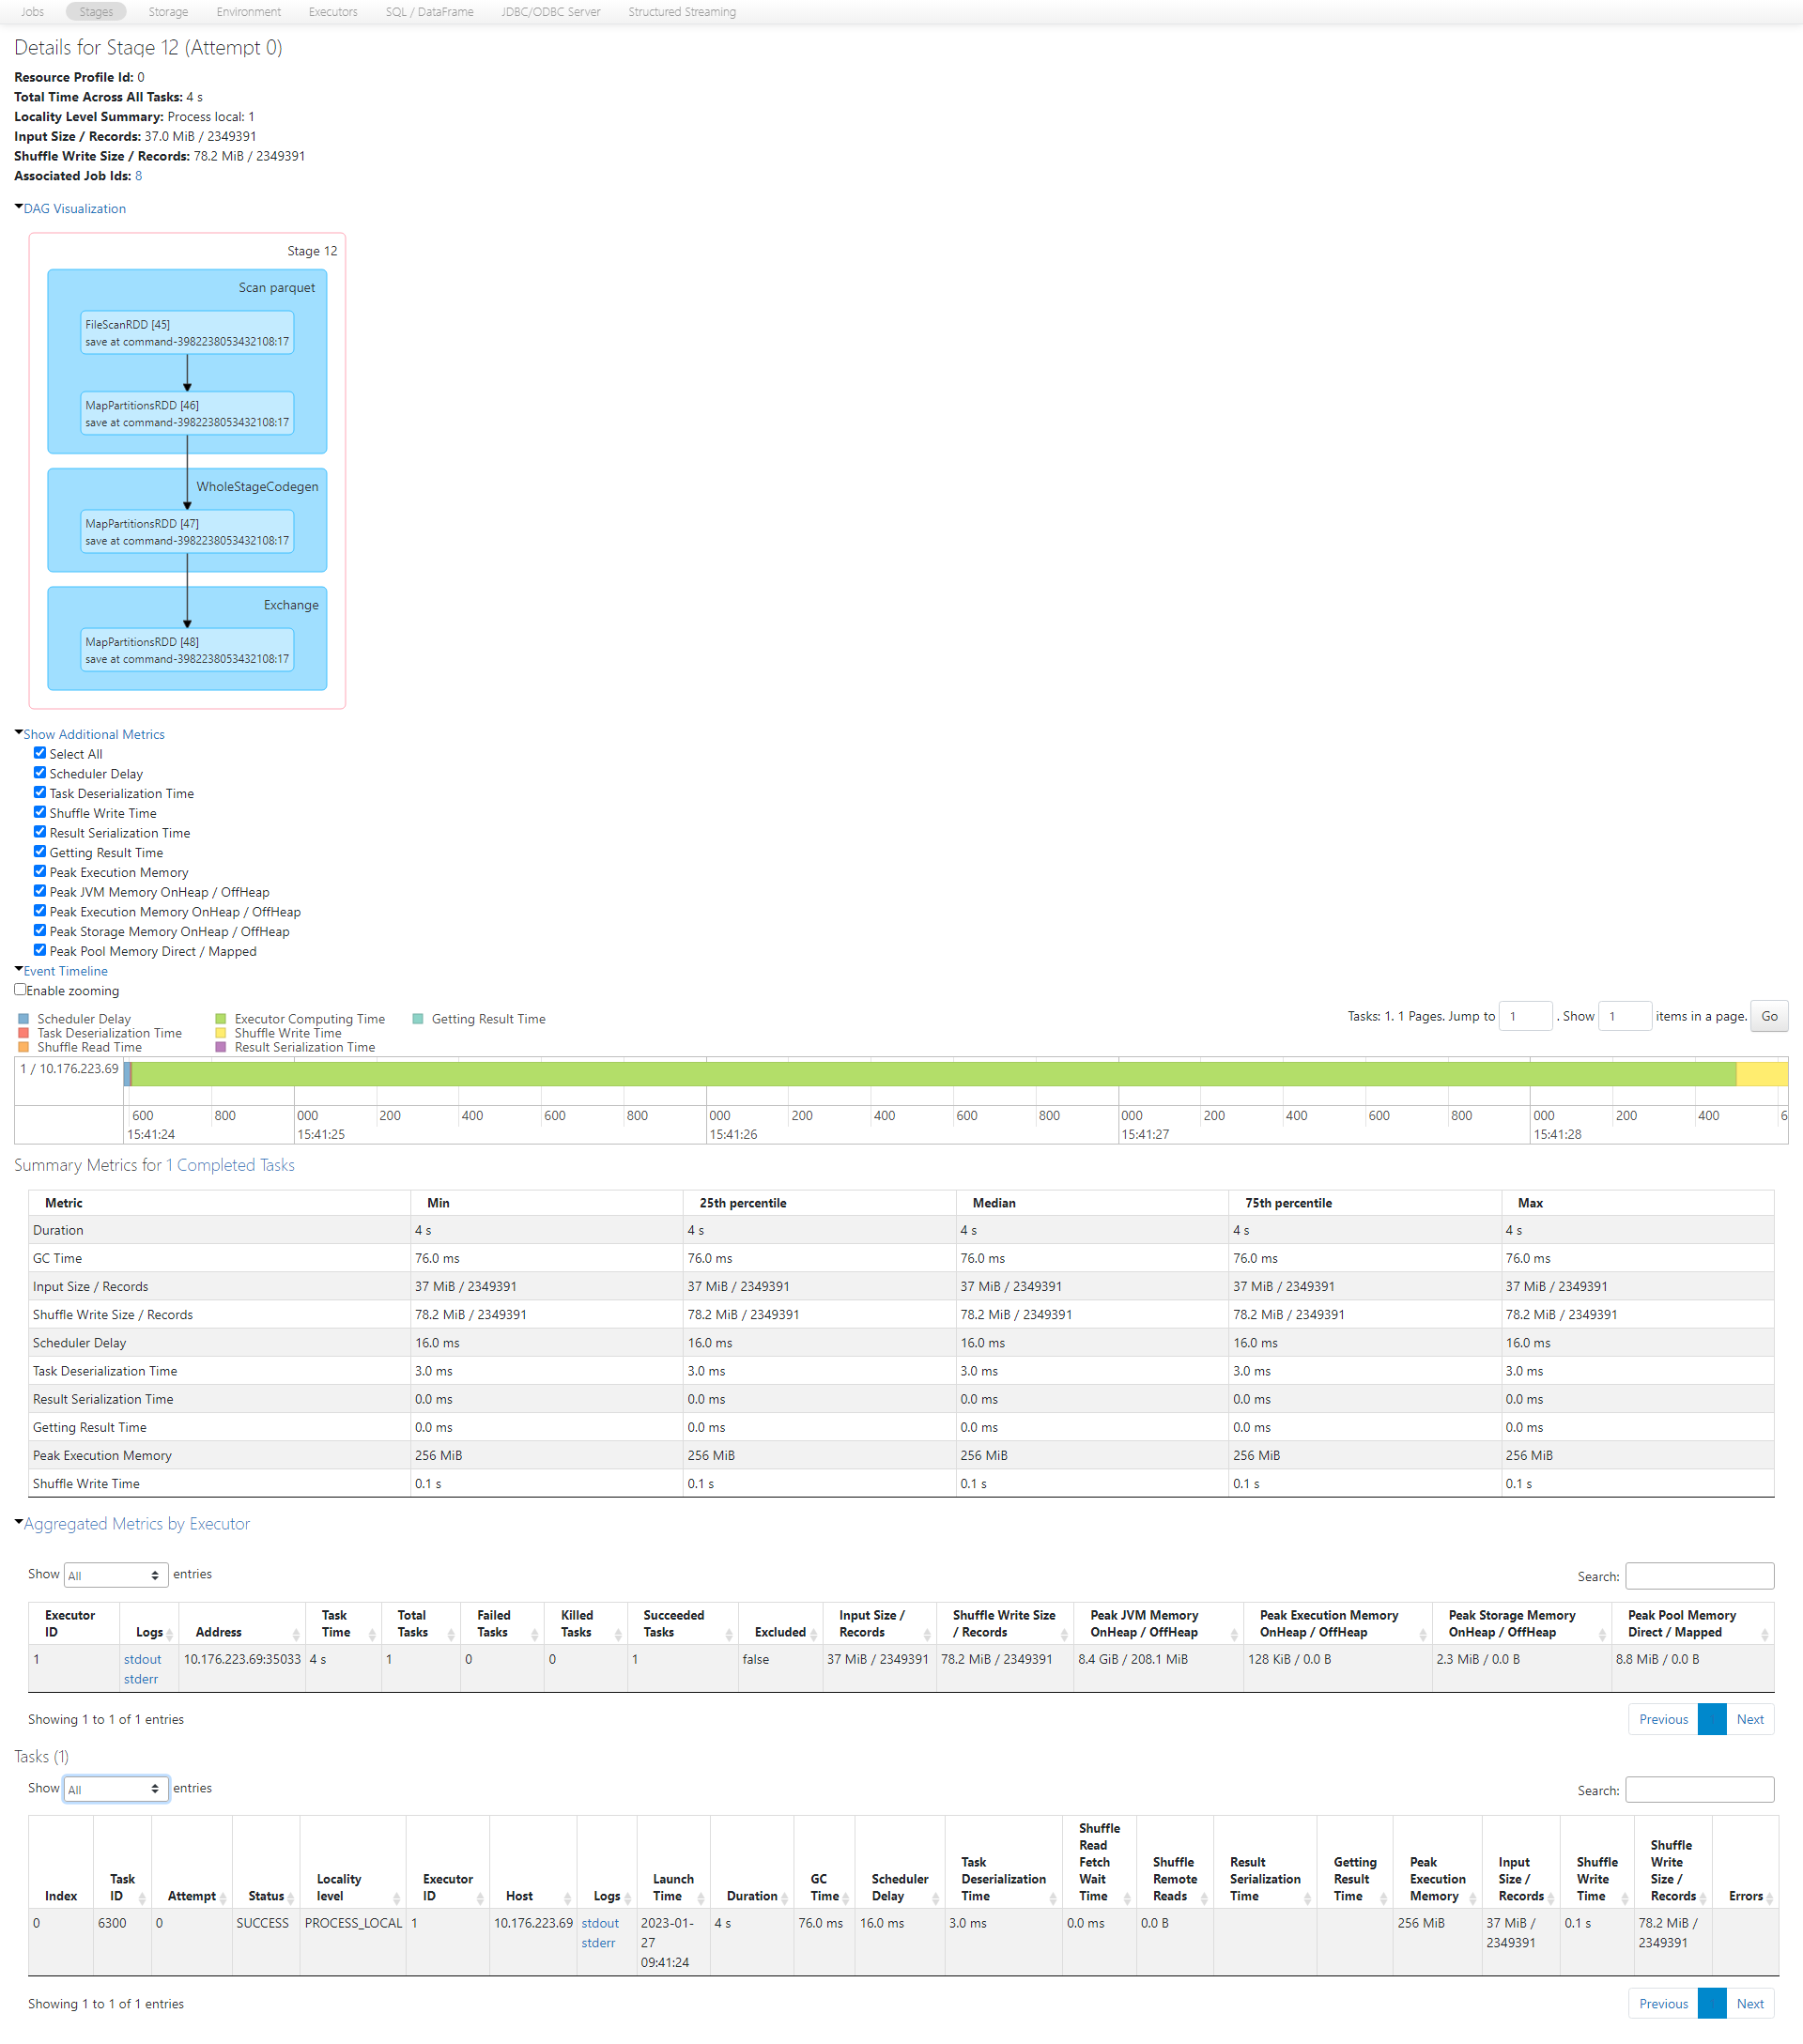 Jobs Stages Storage Environment Executors SQL / DataFrame JDBC/ODBC Server Structured Streaming
Details for Stage 12 (Attempt 0)
Resource Profile Id: 0
Total Time Across All Tasks: 4 s
Locality Level Summary: Process local: 1
Input Size / Records: 37.0 MiB / 2349391
Shuffle Write Size / Records: 78.2 MiB / 2349391
Associated Job Ids: 8
DAG Visualization
Stage 12
Scan parquet
FileScanRDD [45]
save at command-3982238053432108:17
MapPartitionsRDD [46]
save at command-3982238053432108:17
WholeStageCodegen
MapPartitionsRDD [47]
save at command-3982238053432108:17
Exchange
MapPartitionsRDD [48]
save at command-3982238053432108:17
Show Additional Metrics
Select All
Scheduler Delay
Task Deserialization Time
Shuffle Write Time
Result Serialization Time
Getting Result Time
Peak Execution Memory
Peak JVM Memory OnHeap / OffHeap
Peak Execution Memory OnHeap / OffHeap
Peak Storage Memory OnHeap / OffHeap
Peak Pool Memory Direct / Mapped
Event Timeline
Enable zooming
Tasks: 1. 1 Pages. Jump to 1 . Show 1 items in a page. Go
Scheduler Delay Executor Computing Time Getting Result Time
Task Deserialization Time Shuffle Write Time
Shuffle Read Time Result Serialization Time
1 / 10.176.223.69
600 800 000 200 400 600 800 000 200 400 600 800 000 200 400 600 800 000 200 400 6
15:41:24 15:41:25 15:41:26 15:41:27 15:41:28
Summary Metrics for 1 Completed Tasks
Metric Min 25th percentile Median 75th percentile Max
Duration 4 s 4 s 4 s 4 s 4 s
GC Time 76.0 ms 76.0 ms 76.0 ms 76.0 ms 76.0 ms
Input Size / Records 37 MiB / 2349391 37 MiB / 2349391 37 MiB / 2349391 37 MiB / 2349391 37 MiB / 2349391
Shuffle Write Size / Records 78.2 MiB / 2349391 78.2 MiB / 2349391 78.2 MiB / 2349391 78.2 MiB / 2349391 78.2 MiB / 2349391
Scheduler Delay 16.0 ms 16.0 ms 16.0 ms 16.0 ms 16.0 ms
Task Deserialization Time 3.0 ms 3.0 ms 3.0 ms 3.0 ms 3.0 ms
Result Serialization Time 0.0 ms 0.0 ms 0.0 ms 0.0 ms 0.0 ms
Getting Result Time 0.0 ms 0.0 ms 0.0 ms 0.0 ms 0.0 ms
Peak Execution Memory 256 MiB 256 MiB 256 MiB 256 MiB 256 MiB
Shuffle Write Time 0.1 s 0.1 s 0.1 s 0.1 s 0.1 s
Aggregated Metrics by Executor
Show All entries Search:
Executor ID Logs Address Task Time Total Tasks Failed Tasks Killed Tasks Succeeded Tasks Excluded Input Size / Records Shuffle Write Size / Records Peak JVM Memory OnHeap / OffHeap Peak Execution Memory OnHeap / OffHeap Peak Storage Memory OnHeap / OffHeap Peak Pool Memory Direct / Mapped
1 stdout 10.176.223.69:35033 4 s 1 0 0 1 false 37 MiB / 2349391 78.2 MiB / 2349391 8.4 GiB / 208.1 MiB 128 KiB / 0.0 B 2.3 MiB / 0.0 B 8.8 MiB / 0.0 B
stderr
Showing 1 to 1 of 1 entries Previous Next
Tasks (1)
Show All entries Search:
Index Task ID Attempt Status Locality level Executor ID Host Logs Launch Time Duration GC Time Scheduler Delay Task Deserialization Time Shuffle Read Fetch Wait Time Shuffle Remote Reads Result Serialization Time Getting Result Time Peak Execution Memory Input Size / Records Shuffle Write Time Shuffle Write Size / Records Errors
0 6300 0 SUCCESS PROCESS_LOCAL 1 10.176.223.69 stdout 2023-01- 4 s 76.0 ms 16.0 ms 3.0 ms 0.0 ms 0.0 B 256 MiB 37 MiB / 0.1 s 78.2 MiB /
stderr 27 2349391 2349391
09:41:24
Showing 1 to 1 of 1 entries Previous Next